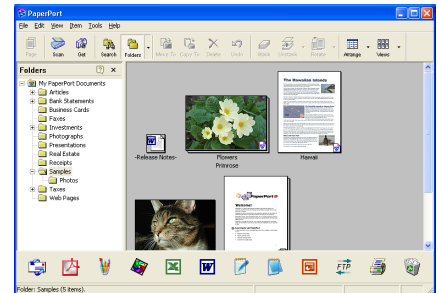 PaperPort
File Edit View Item Tools Help
Page Scan Get Search Folders Move To Copy To Delete Undo Stack Unstack Rotate Arrange Views
Folders
My PaperPort Documents
Articles
Bank Statements
Business Cards
Faxes
Investments
Photographs
Presentations
Real Estate
Receipts
Samples
Photos
Taxes
Web Pages
-Release Notes-
Flowers
Primrose
The Hawaiian Islands
Hawaii
PaperPort
Welcome!
FTP
Folder: Samples (5 items).